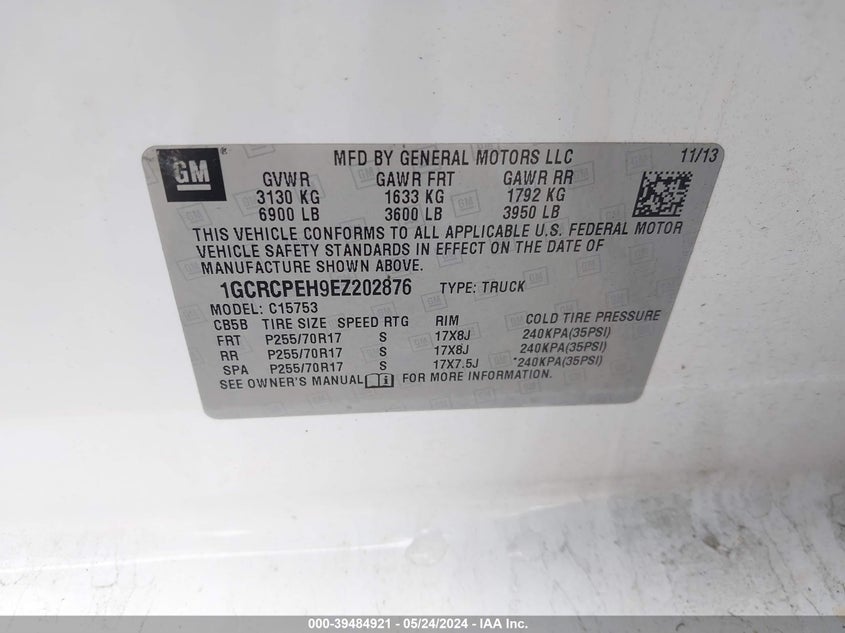 GM®
MFD BY GENERAL MOTORS LLC 11/13
GVWR GAWR FRT GAWR RR
3130 KG 1633 KG 1792 KG
6900 LB 3600 LB 3950 LB
THIS VEHICLE CONFORMS TO ALL APPLICABLE U.S. FEDERAL MOTOR
VEHICLE SAFETY STANDARDS IN EFFECT ON THE DATE OF
MANUFACTURE SHOWN ABOVE.
1GCRCPEH9EZ202876 TYPE: TRUCK
MODEL: C15753
CB5B TIRE SIZE SPEED RTG RIM COLD TIRE PRESSURE
FRT P255/70R17 S 17X8J 240KPA(35PSI)
RR P255/70R17 S 17X8J 240KPA(35PSI)
SPA P255/70R17 S 17X7.5J 240KPA(35PSI)
SEE OWNER'S MANUAL FOR MORE INFORMATION.
000-39484921 - 05/24/2024 - IAA Inc.